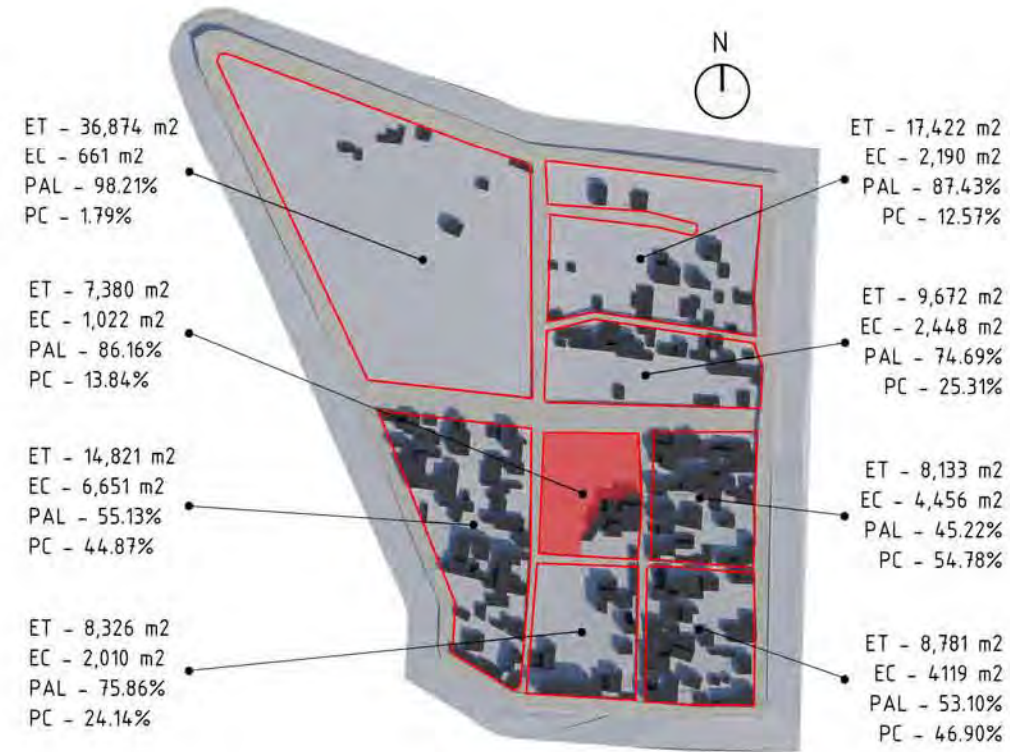 N
ET - 36,874 m2
EC - 661 m2
PAL - 98.21%
PC - 1.79%
ET - 7,380 m2
EC - 1,022 m2
PAL - 86.16%
PC - 13.84%
ET - 14,821 m2
EC - 6,651 m2
PAL - 55.13%
PC - 44.87%
ET - 8,326 m2
EC - 2,010 m2
PAL - 75.86%
PC - 24.14%
ET - 17,422 m2
EC - 2,190 m2
PAL - 87.43%
PC - 12.57%
ET - 9,672 m2
EC - 2,448 m2
PAL - 74.69%
PC - 25.31%
ET - 8,133 m2
EC - 4,456 m2
PAL - 45.22%
PC - 54.78%
ET - 8,781 m2
EC - 4119 m2
PAL - 53.10%
PC - 46.90%